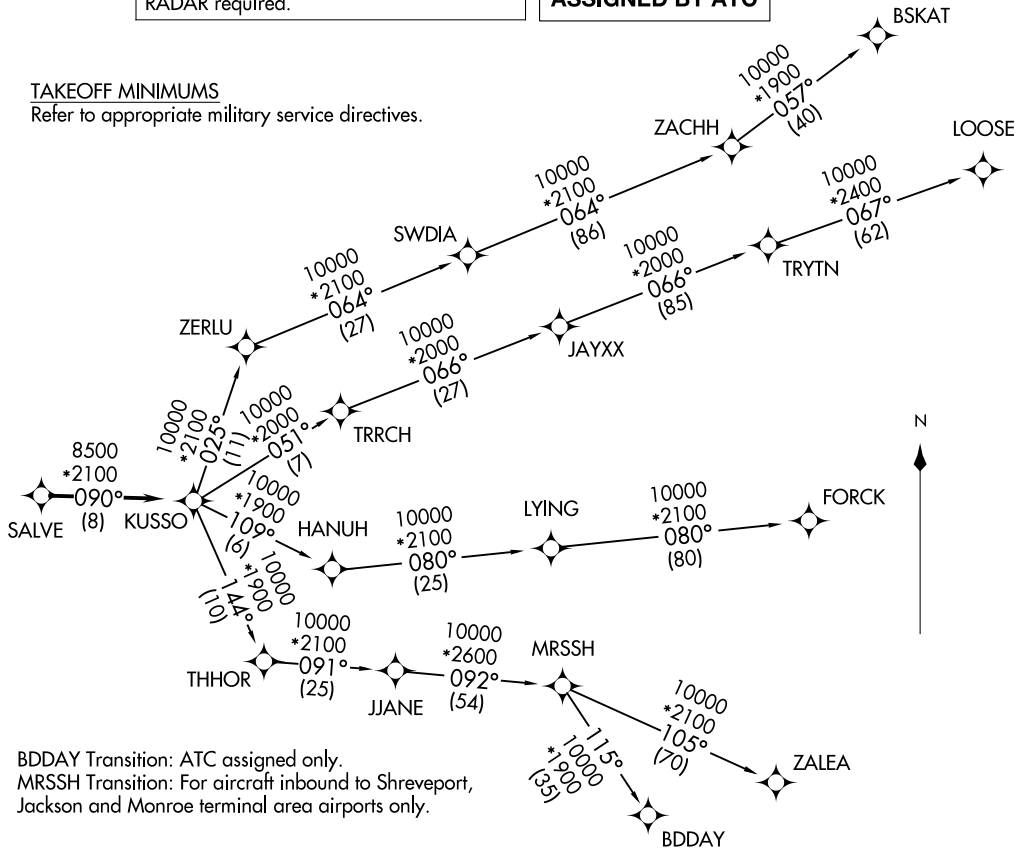 RADAR required.
ASSIGNED BY ATC
BSKAT
TAKEOFF MINIMUMS
Refer to appropriate military service directives.
10000
*1900
057°
(40)
ZACHH
LOOSE
10000
*2100
064°
(86)
10000
*2400
067°
(62)
SWDIA
TRYTN
10000
*2000
066°
(85)
10000
*2100
064°
(27)
ZERLU
JAYXX
10000
*2000
066°
(27)
TRRCH
10000
*2100
025°
(11)
10000
*2000
051°
(7)
N
8500
*2100
090°
(8)
SALVE
KUSSO
10000
*1900
109°
(6)
HANUH
10000
*2100
080°
(25)
LYING
10000
*2100
080°
(80)
FORCK
10000
*1900
144°
(10)
THHOR
10000
*2100
091°
(25)
JJANE
10000
*2600
092°
(54)
MRSSH
10000
*2100
105°
(70)
ZALEA
115°
10000
*1900
(35)
BDDAY
BDDAY Transition: ATC assigned only.
MRSSH Transition: For aircraft inbound to Shreveport,
Jackson and Monroe terminal area airports only.